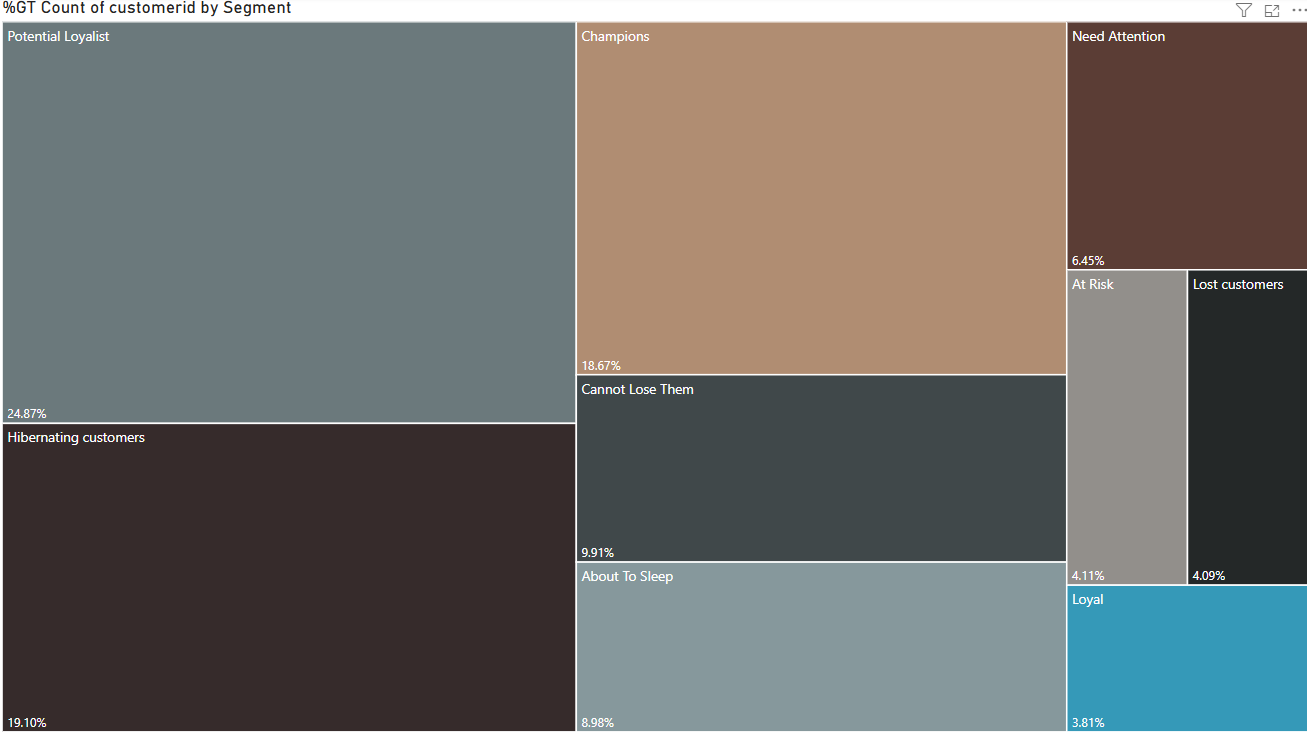 %GT Count of customerid by Segment
Potential Loyalist
24.87%
Hibernating customers
19.10%
Champions
18.67%
Cannot Lose Them
9.91%
About To Sleep
8.98%
Need Attention
6.45%
At Risk
4.11%
Lost customers
4.09%
Loyal
3.81%